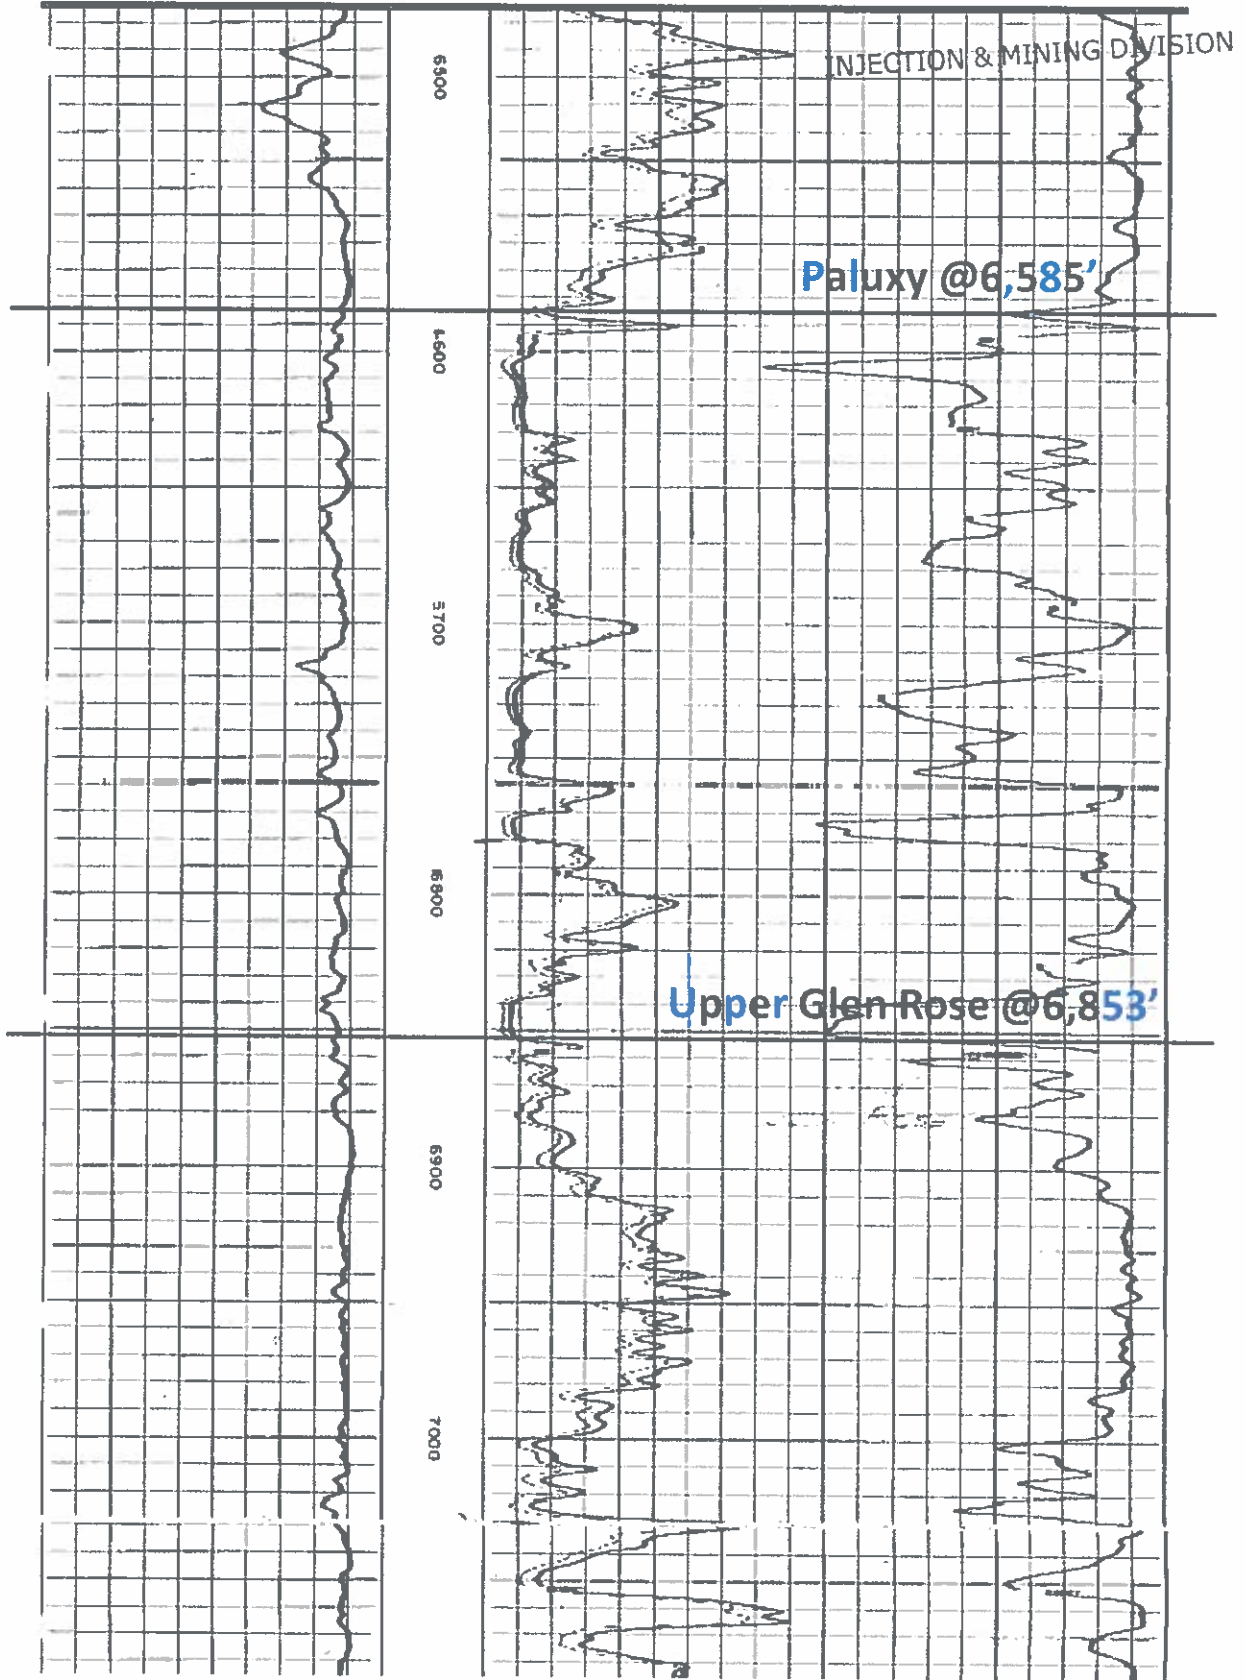 INJECTION & MINING DIVISION
6500
Paluxy @6,585'
6600
6700
6800
Upper Glen Rose @6,853'
6900
7000